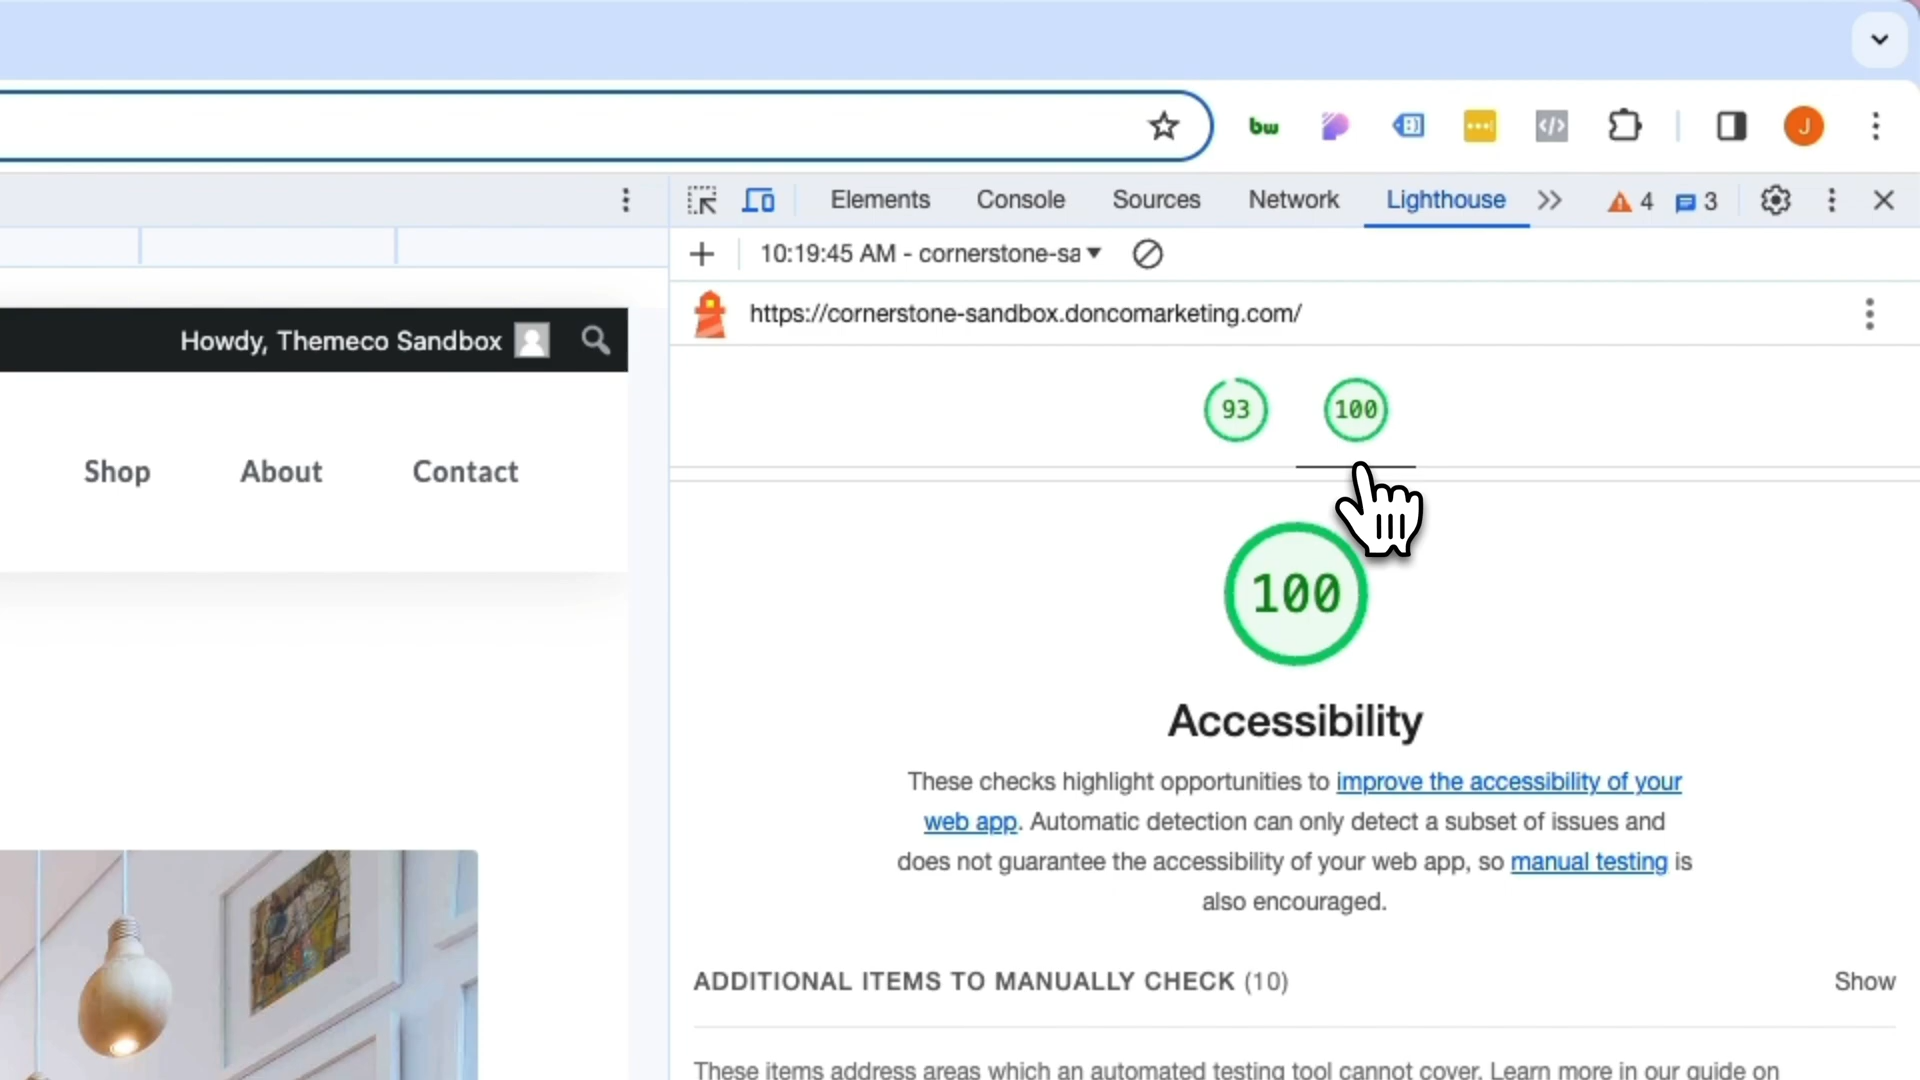 bw
J
Elements Console Sources Network Lighthouse 4 3
10:19:45 AM - cornerstone-sa
https://cornerstone-sandbox.doncomarketing.com/
Howdy, Themeco Sandbox
93 100
Shop About Contact
100
Accessibility
These checks highlight opportunities to improve the accessibility of your
web app. Automatic detection can only detect a subset of issues and
does not guarantee the accessibility of your web app, so manual testing is
also encouraged.
ADDITIONAL ITEMS TO MANUALLY CHECK (10) Show
These items address areas which an automated testing tool cannot cover. Learn more in our guide on